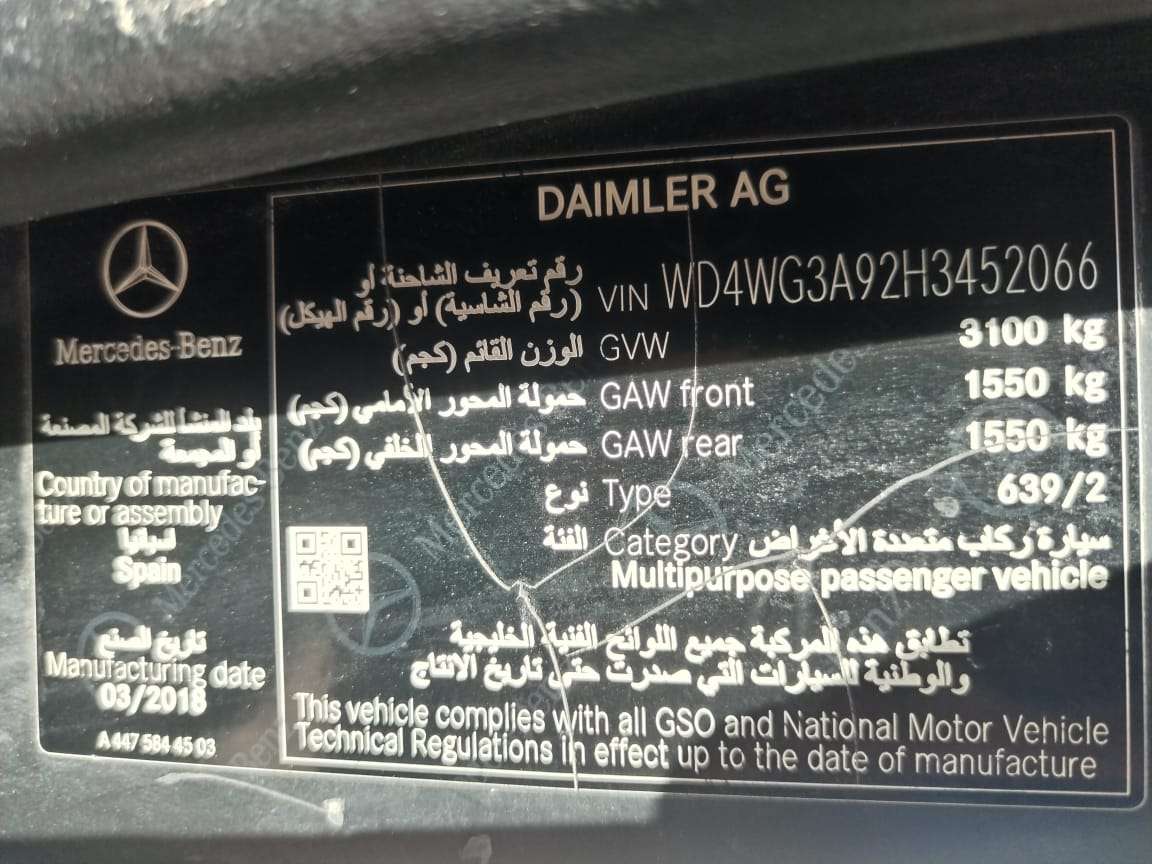 DAIMLER AG
Mercedes-Benz
رقم تعريف الشاحنة أو
(رقم الشاسية) أو (رقم الهيكل) VIN WD4WG3A92H3452066
الوزن القائم (كجم) GVW 3100 kg
حمولة المحور الأمامي (كجم) GAW front 1550 kg
حمولة المحور الخلفي (كجم) GAW rear 1550 kg
نوع Type 639/2
الفئة Category سيارة ركاب متعددة الأغراض
Multipurpose passenger vehicle
بلد المنشأ للشركة المصنعة
أو المجمعة
Country of manufac-
ture or assembly
اسبانيا
Spain
تاريخ الصنع
Manufacturing date
03/2018
A 447 584 45 03
تطابق هذه المركبة جميع اللوائح الفنية الخليجية
والوطنية للسيارات التي صدرت حتى تاريخ الانتاج
This vehicle complies with all GSO and National Motor Vehicle
Technical Regulations in effect up to the date of manufacture